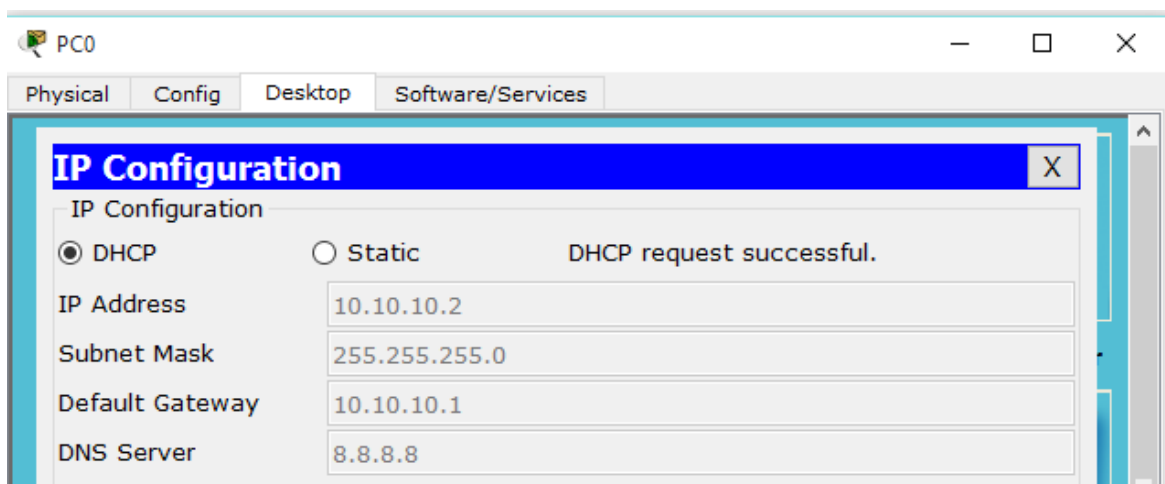 PC0
Physical Config Desktop Software/Services
IP Configuration X
IP Configuration
DHCP Static DHCP request successful.
IP Address 10.10.10.2
Subnet Mask 255.255.255.0
Default Gateway 10.10.10.1
DNS Server 8.8.8.8